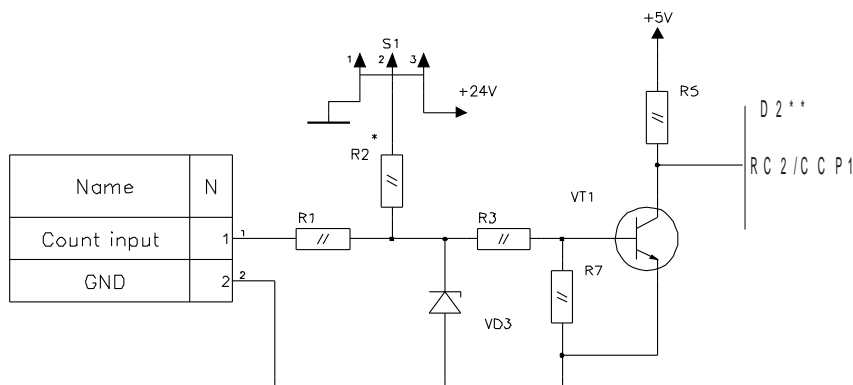 +5V
S1
1 2 3
+24V
R5
D2**
*
R2
RC2/CCP1
Name N
VT1
R1
R3
Count input 1 1
R7
GND 2 2
VD3